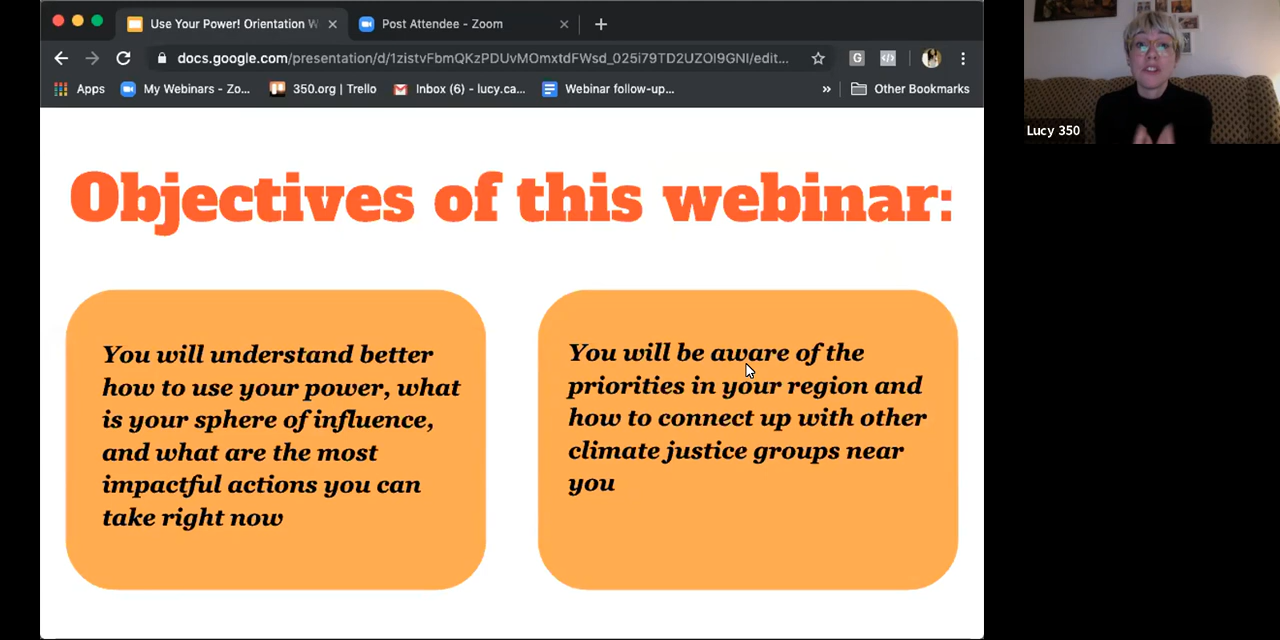 Use Your Power! Orientation W
Post Attendee - Zoom
docs.google.com/presentation/d/1zistvFbmQKzPDUvMOmxtdFWsd_025i79TD2UZOI9GNI/edit...
G
Apps
My Webinars - Zo...
350.org | Trello
Inbox (6) - lucy.ca...
Webinar follow-up...
»
Other Bookmarks
Lucy 350
Objectives of this webinar:
You will understand better
how to use your power, what
is your sphere of influence,
and what are the most
impactful actions you can
take right now
You will be aware of the
priorities in your region and
how to connect up with other
climate justice groups near
you